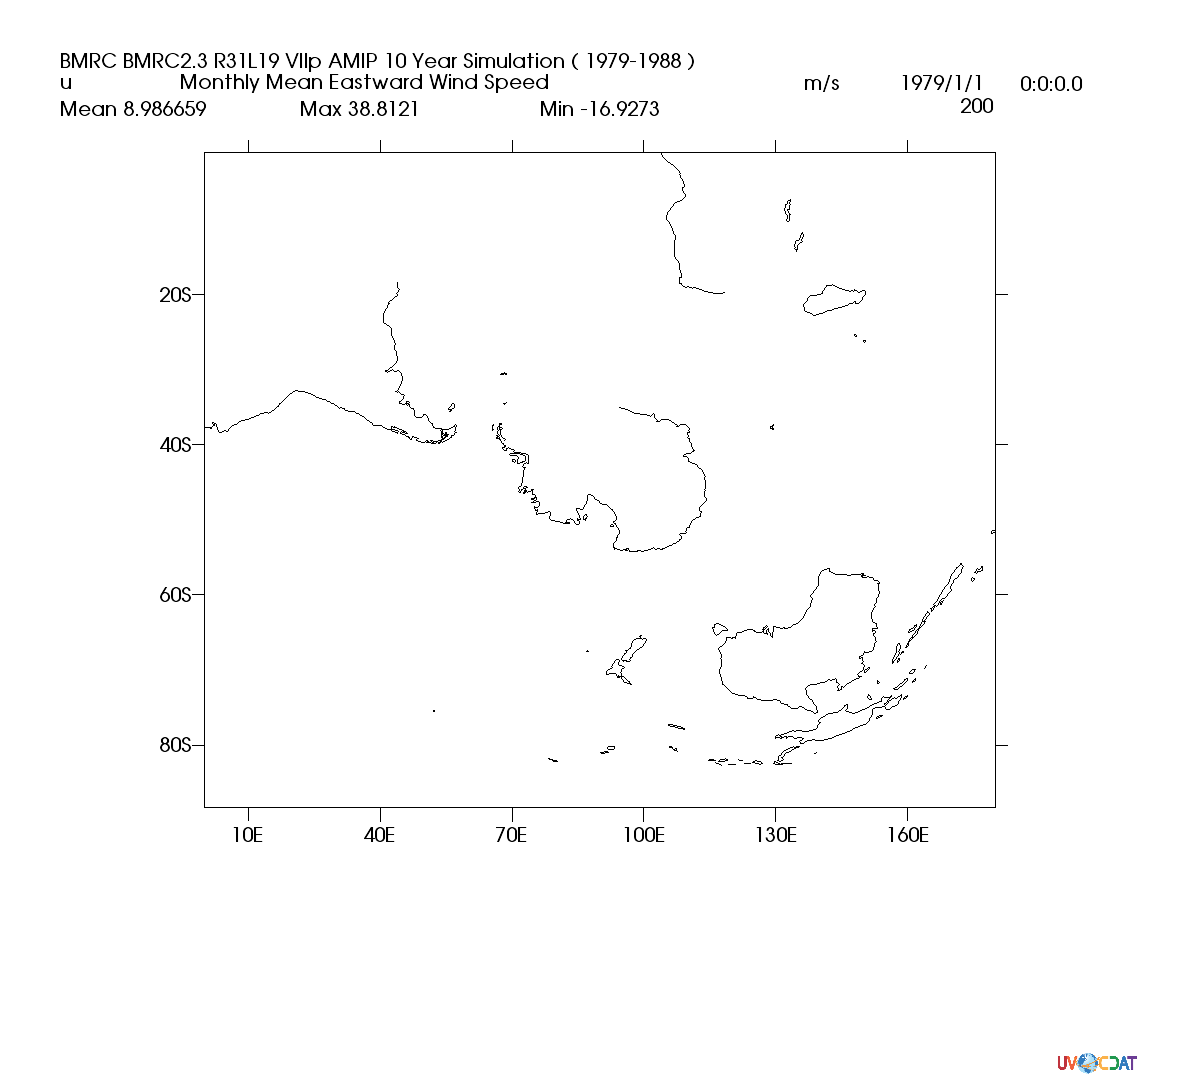 BMRC BMRC2.3 R31L19 VIIp AMIP 10 Year Simulation ( 1979-1988 )
u Monthly Mean Eastward Wind Speed m/s 1979/1/1 0:0:0.0
Mean 8.986659 Max 38.8121 Min -16.9273 200
20S
40S
60S
80S
10E 40E 70E 100E 130E 160E
UV CDAT